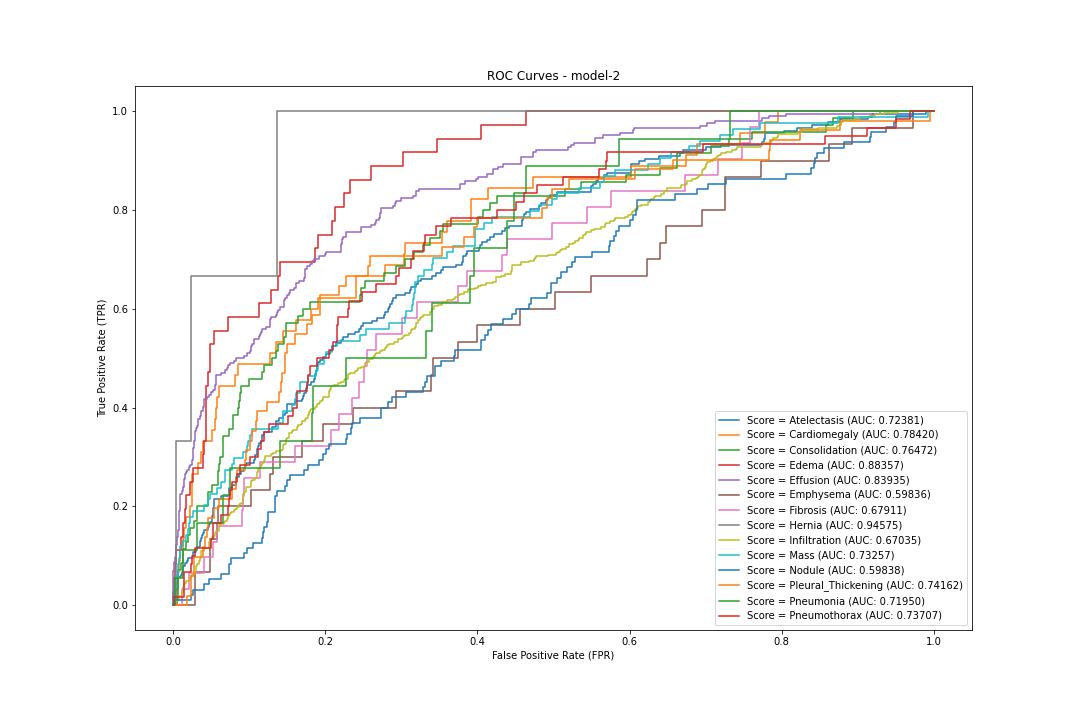 ROC Curves - model-2
True Positive Rate (TPR)
1.0
0.8
0.6
0.4
0.2
0.0
Score = Atelectasis (AUC: 0.72381)
Score = Cardiomegaly (AUC: 0.78420)
Score = Consolidation (AUC: 0.76472)
Score = Edema (AUC: 0.88357)
Score = Effusion (AUC: 0.83935)
Score = Emphysema (AUC: 0.59836)
Score = Fibrosis (AUC: 0.67911)
Score = Hernia (AUC: 0.94575)
Score = Infiltration (AUC: 0.67035)
Score = Mass (AUC: 0.73257)
Score = Nodule (AUC: 0.59838)
Score = Pleural_Thickening (AUC: 0.74162)
Score = Pneumonia (AUC: 0.71950)
Score = Pneumothorax (AUC: 0.73707)
0.0 0.2 0.4 0.6 0.8 1.0
False Positive Rate (FPR)